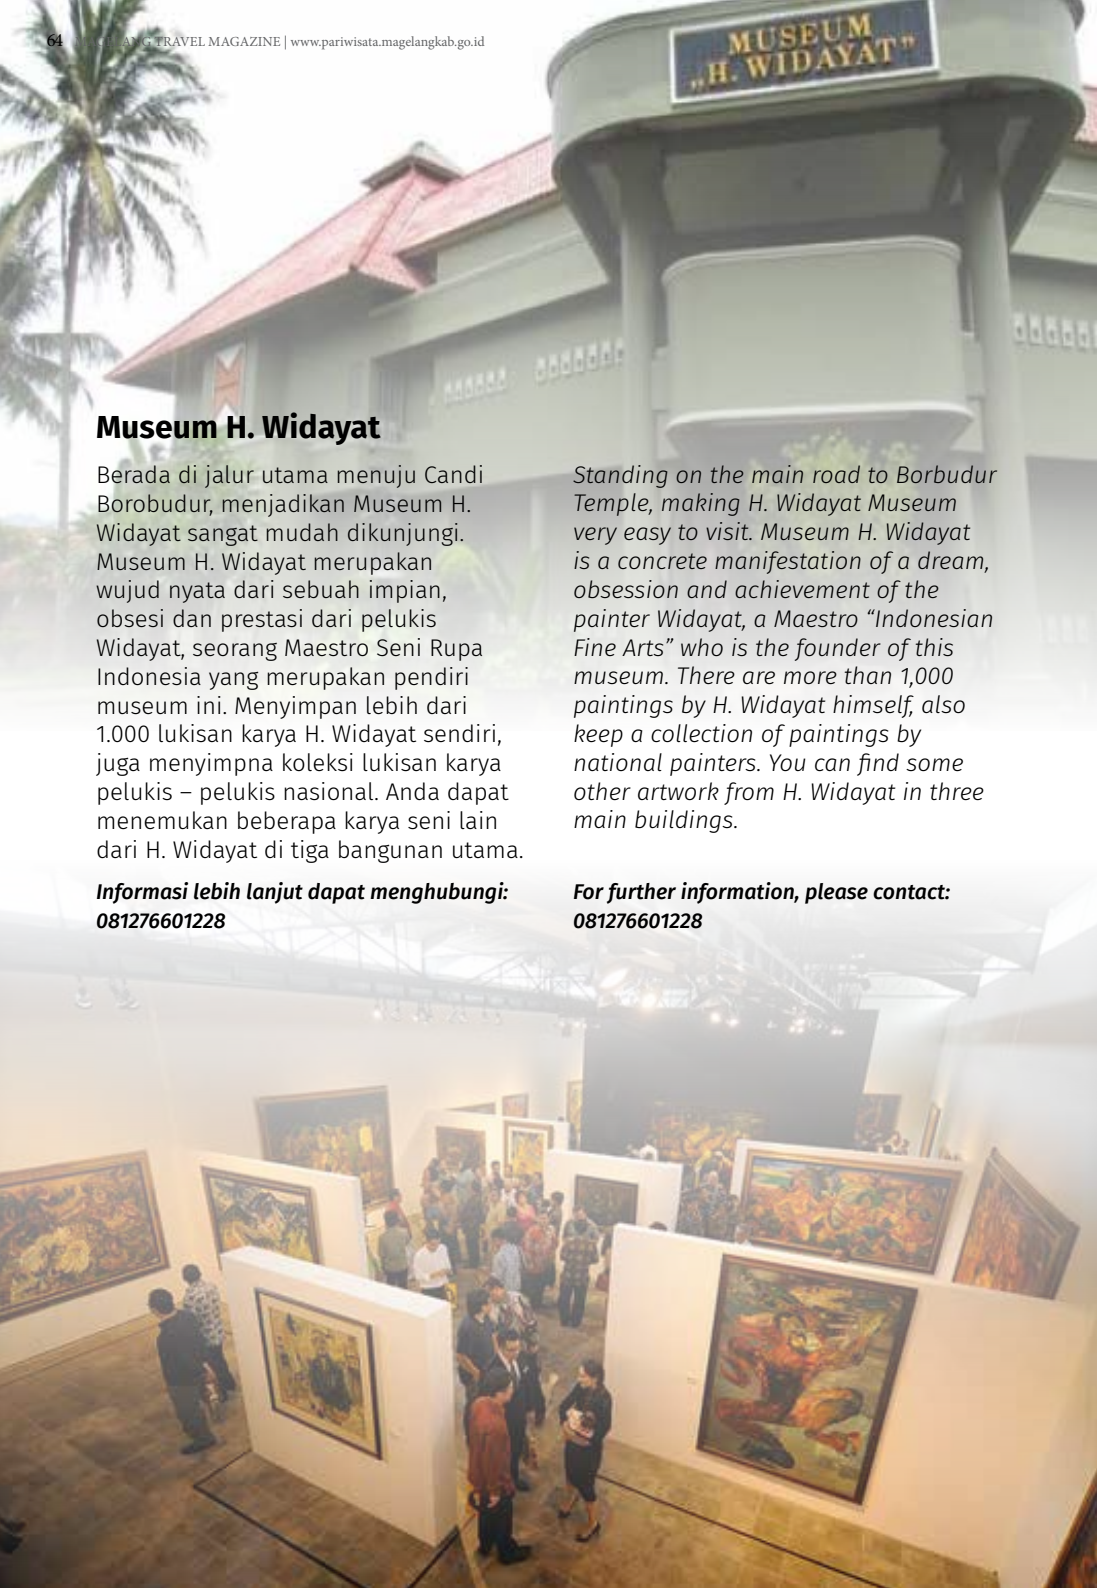 64
TRAVEL MAGAZINE | www.pariwisata.magelangkab.go.id
MUSEUM
„H. WIDAYAT”
Museum H. Widayat
Berada di jalur utama menuju Candi
Borobudur, menjadikan Museum H.
Widayat sangat mudah dikunjungi.
Museum H. Widayat merupakan
wujud nyata dari sebuah impian,
obsesi dan prestasi dari pelukis
Widayat, seorang Maestro Seni Rupa
Indonesia yang merupakan pendiri
museum ini. Menyimpan lebih dari
1.000 lukisan karya H. Widayat sendiri,
juga menyimpna koleksi lukisan karya
pelukis – pelukis nasional. Anda dapat
menemukan beberapa karya seni lain
dari H. Widayat di tiga bangunan utama.
Informasi lebih lanjut dapat menghubungi:
081276601228
Standing on the main road to Borbudur
Temple, making H. Widayat Museum
very easy to visit. Museum H. Widayat
is a concrete manifestation of a dream,
obsession and achievement of the
painter Widayat, a Maestro “Indonesian
Fine Arts” who is the founder of this
museum. There are more than 1,000
paintings by H. Widayat himself, also
keep a collection of paintings by
national painters. You can find some
other artwork from H. Widayat in three
main buildings.
For further information, please contact:
081276601228